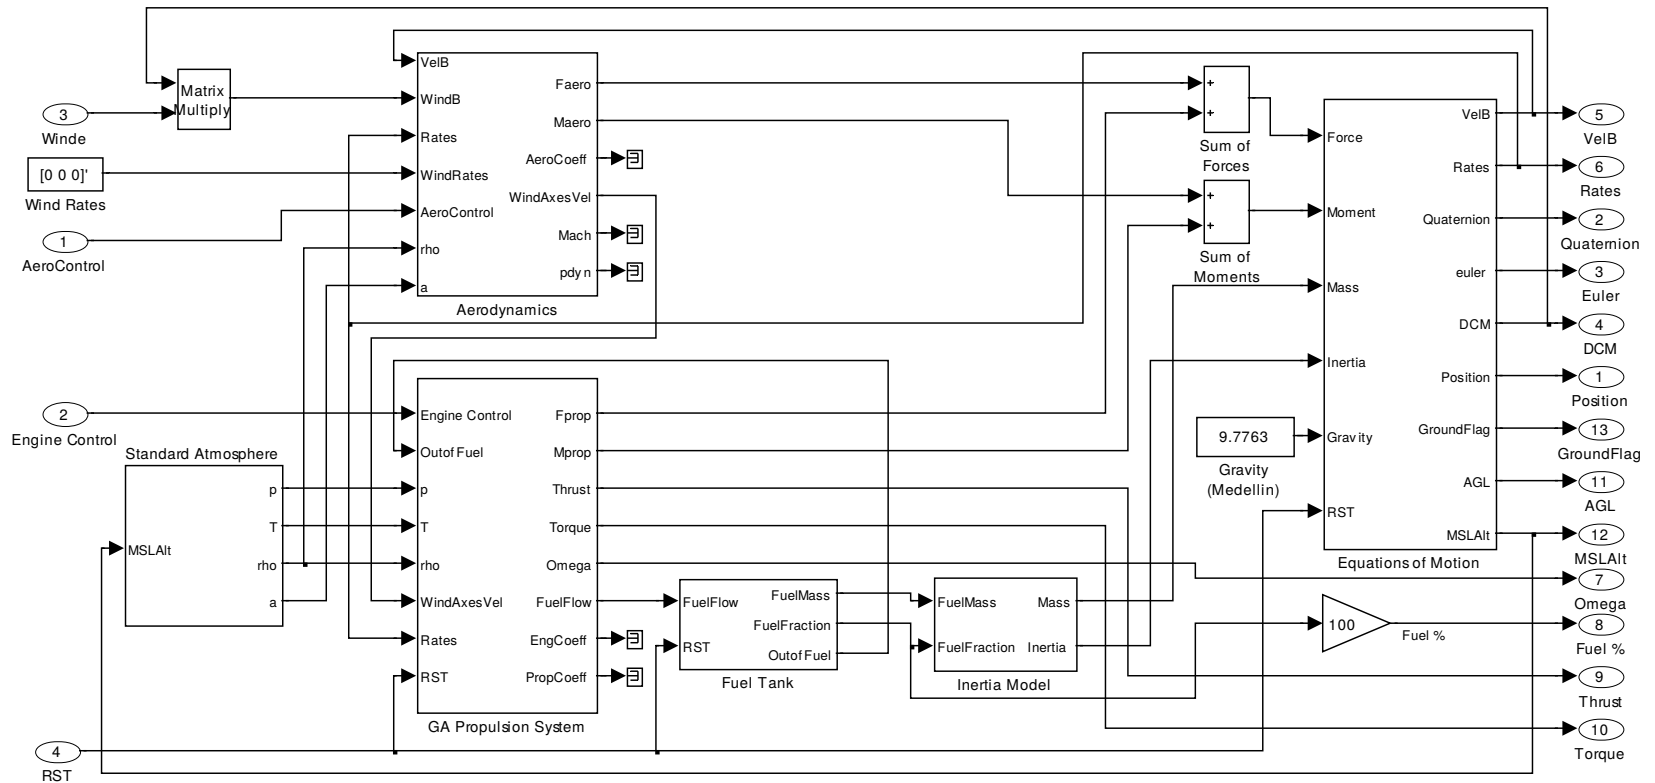 3
Winde
Matrix
Multiply
[0 0 0]'
Wind Rates
1
AeroControl
2
Engine Control
4
RST
VelB
WindB
Rates
WindRates
AeroControl
rho
a
Faero
Maero
AeroCoeff
WindAxesVel
Mach
pdyn
Aerodynamics
Standard Atmosphere
MSLAlt
p
T
rho
a
Engine Control
OutofFuel
p
T
rho
WindAxesVel
Rates
RST
Fprop
Mprop
Thrust
Torque
Omega
FuelFlow
EngCoeff
PropCoeff
GA Propulsion System
FuelFlow
RST
FuelMass
FuelFraction
OutofFuel
Fuel Tank
FuelMass
FuelFraction
Mass
Inertia
Inertia Model
+
+
Sum of
Forces
+
+
Sum of
Moments
9.7763
Gravity
(Medellin)
Force
Moment
Mass
Inertia
Gravity
RST
VelB
Rates
Quaternion
euler
DCM
Position
GroundFlag
AGL
MSLAlt
Equations of Motion
100
Fuel %
5
VelB
6
Rates
2
Quaternion
3
Euler
4
DCM
1
Position
13
GroundFlag
11
AGL
12
MSLAlt
7
Omega
8
Fuel %
9
Thrust
10
Torque